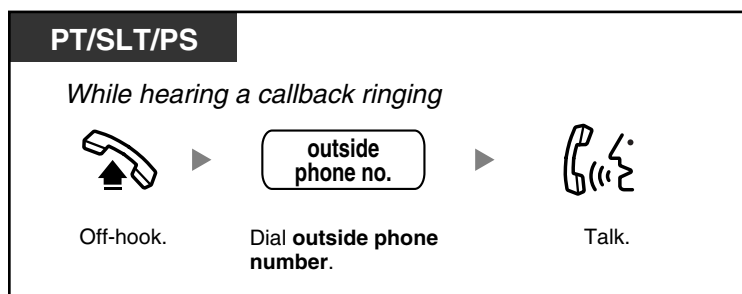 PT/SLT/PS
While hearing a callback ringing
outside
phone no.
Off-hook.
Dial outside phone
number.
Talk.